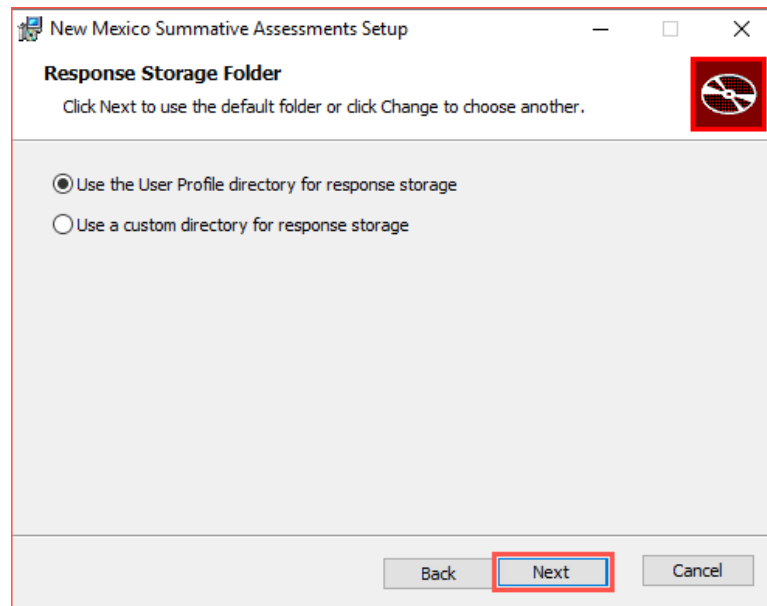 New Mexico Summative Assessments Setup
Response Storage Folder
Click Next to use the default folder or click Change to choose another.
Use the User Profile directory for response storage
Use a custom directory for response storage
Back Next Cancel